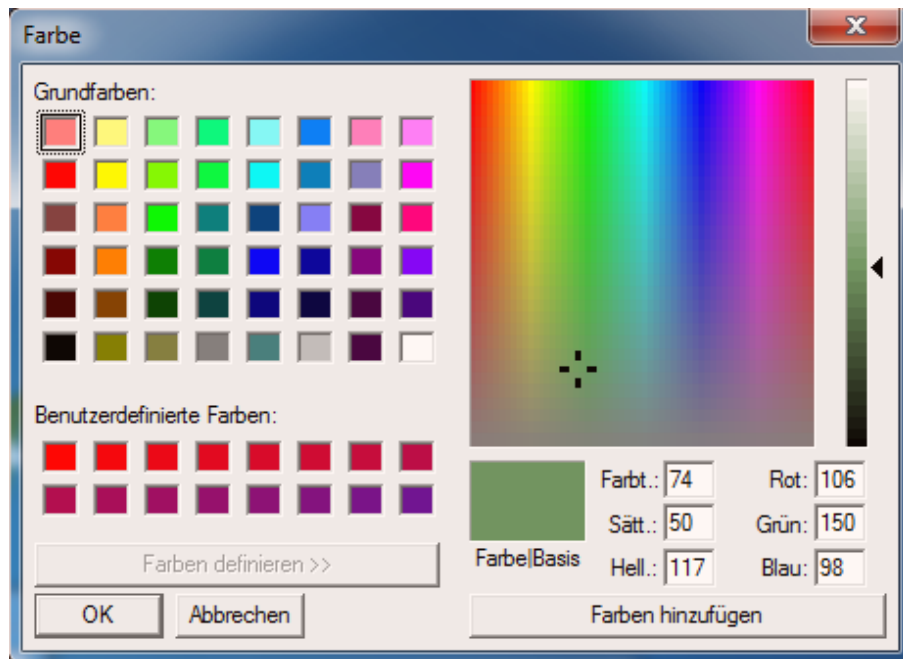 Farbe
Grundfarben:
Benutzerdefinierte Farben:
Farben definieren >>
OK
Abbrechen
Farbe|Basis
Farbt.: 74
Sätt.: 50
Hell.: 117
Rot: 106
Grün: 150
Blau: 98
Farben hinzufügen